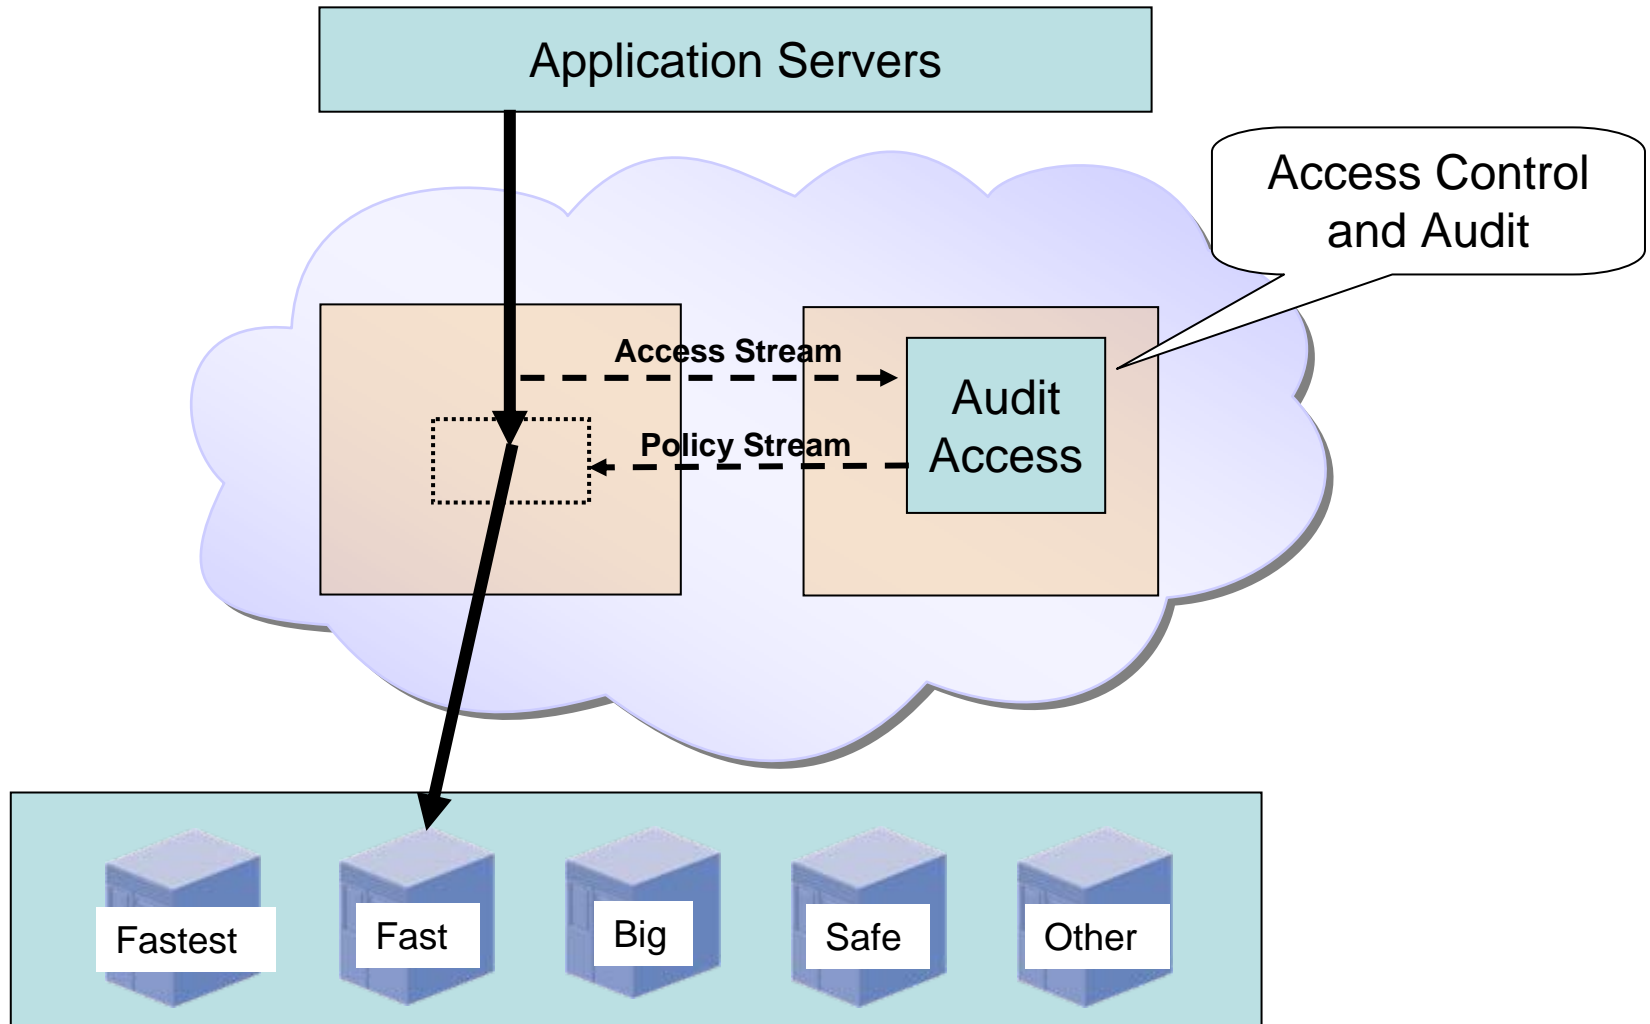 Application Servers
Access Control
and Audit
Access Stream
Audit
Access
Policy Stream
Fastest
Fast
Big
Safe
Other